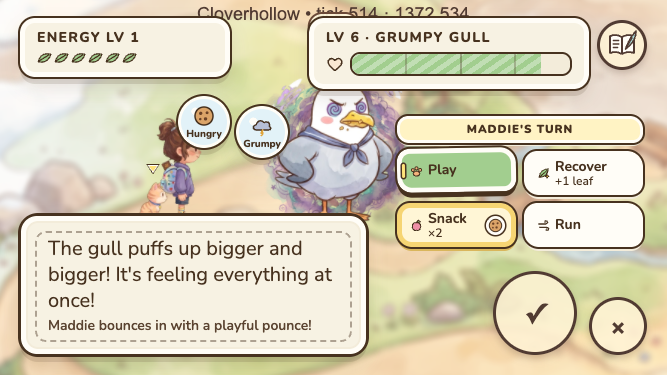 Cloverhollow • tick 514 · 1372,534
ENERGY LV 1
LV 6 · GRUMPY GULL
Hungry
Grumpy
MADDIE'S TURN
Play
Recover
+1 leaf
Snack
×2
Run
The gull puffs up bigger and
bigger! It's feeling everything at
once!
Maddie bounces in with a playful pounce!